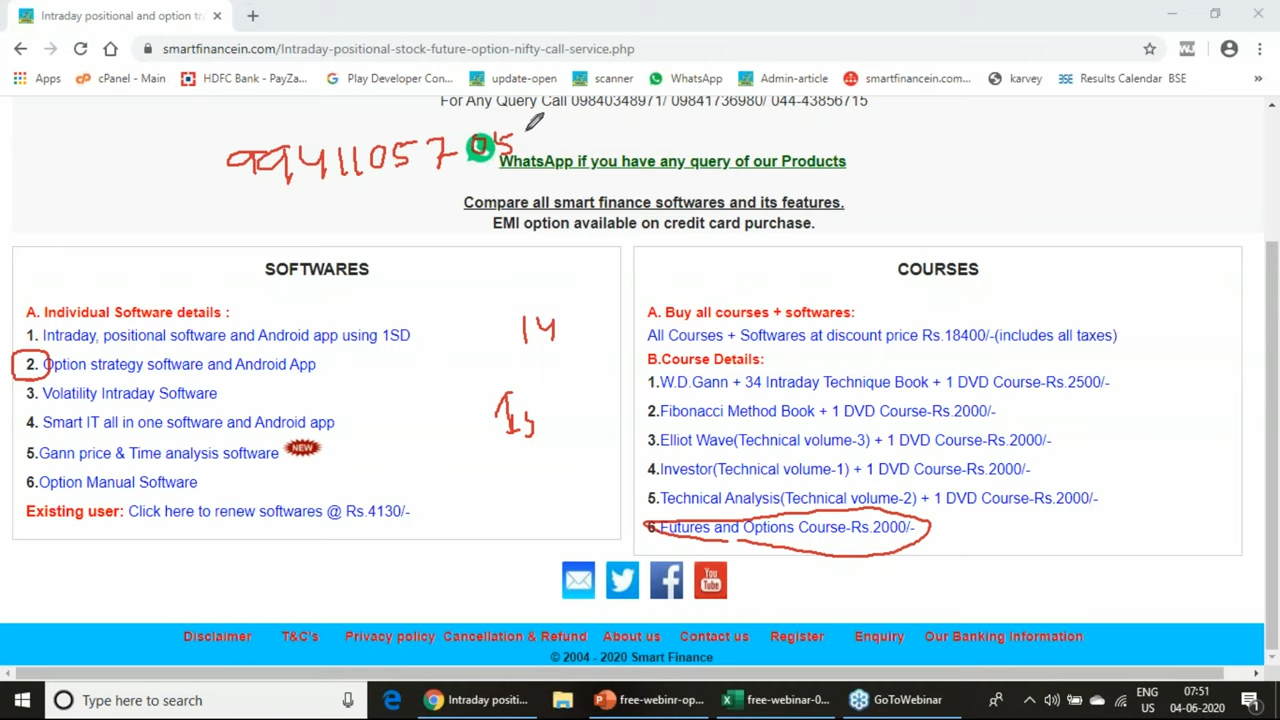 Intraday positional and option tr
smartfinancein.com/Intraday-positional-stock-future-option-nifty-call-service.php
Apps cPanel - Main HDFC Bank - PayZa... Play Developer Con... update-open scanner WhatsApp Admin-article smartfinancein.com... karvey Results Calendar BSE »
For Any Query Call 09840348971/ 09841736980/ 044-43856715
9941105705
WhatsApp if you have any query of our Products
Compare all smart finance softwares and its features.
EMI option available on credit card purchase.
SOFTWARES
A. Individual Software details :
1. Intraday, positional software and Android app using 1SD
2. Option strategy software and Android App
3. Volatility Intraday Software
4. Smart IT all in one software and Android app
5.Gann price & Time analysis software NEW
6.Option Manual Software
Existing user: Click here to renew softwares @ Rs.4130/-
14
15
COURSES
A. Buy all courses + softwares:
All Courses + Softwares at discount price Rs.18400/-(includes all taxes)
B.Course Details:
1.W.D.Gann + 34 Intraday Technique Book + 1 DVD Course-Rs.2500/-
2.Fibonacci Method Book + 1 DVD Course-Rs.2000/-
3.Elliot Wave(Technical volume-3) + 1 DVD Course-Rs.2000/-
4.Investor(Technical volume-1) + 1 DVD Course-Rs.2000/-
5.Technical Analysis(Technical volume-2) + 1 DVD Course-Rs.2000/-
6.Futures and Options Course-Rs.2000/-
You Tube
Disclaimer T&C's Privacy policy Cancellation & Refund About us Contact us Register Enquiry Our Banking Information
© 2004 - 2020 Smart Finance
Type here to search Intraday positi... free-webinr-op... free-webinar-0... GoToWebinar ENG US 07:51 04-06-2020 1